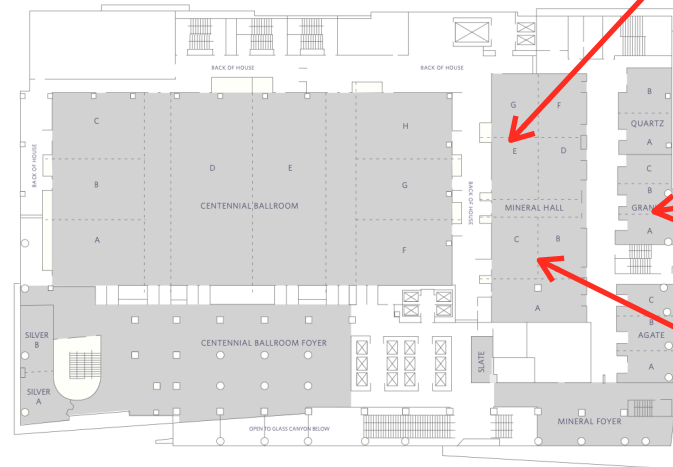 BACK OF HOUSE
BACK OF HOUSE
BACK OF HOUSE
BACK OF HOUSE
C
B
A
D
E
H
G
F
CENTENNIAL BALLROOM
G
F
E
D
MINERAL HALL
C
B
A
B
QUARTZ
A
C
B
A
C
B
AGATE
A
SILVER
B
SILVER
A
CENTENNIAL BALLROOM FOYER
SLATE
MINERAL FOYER
OPEN TO GLASS CANYON BELOW